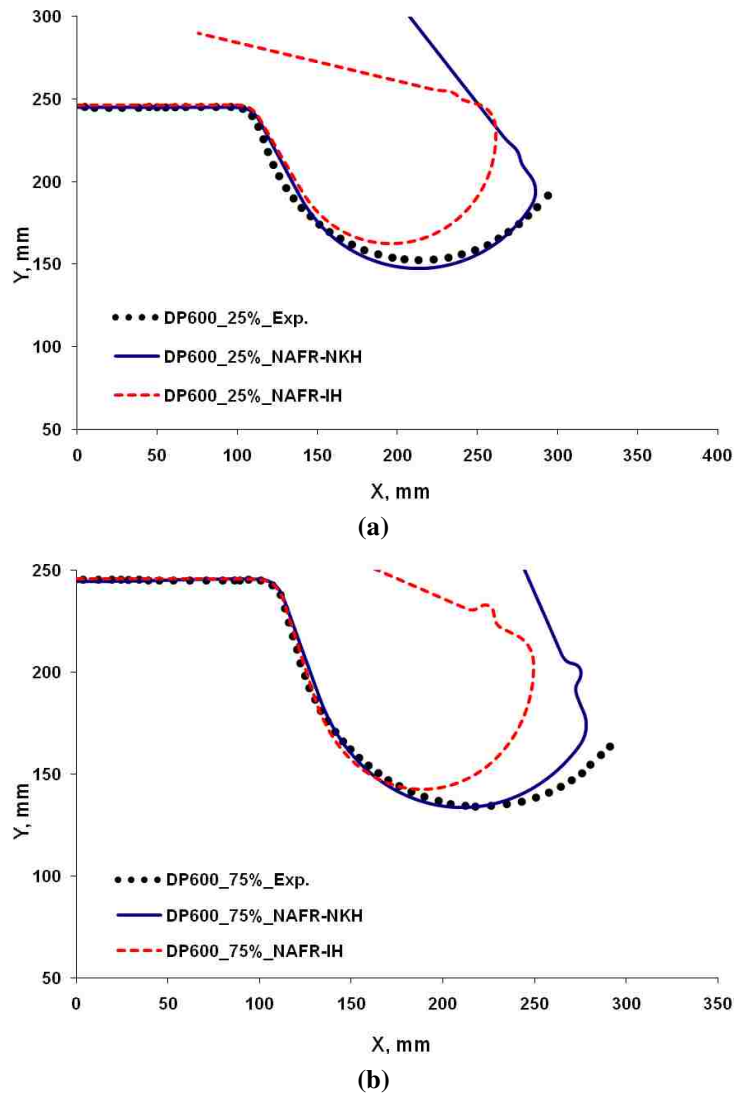 300
250
200
150
100
50
Y, mm
DP600_25%_Exp.
DP600_25%_NAFR-NKH
DP600_25%_NAFR-IH
0 50 100 150 200 250 300 350 400
X, mm
(a)
250
200
150
100
50
Y, mm
DP600_75%_Exp.
DP600_75%_NAFR-NKH
DP600_75%_NAFR-IH
0 50 100 150 200 250 300 350
X, mm
(b)